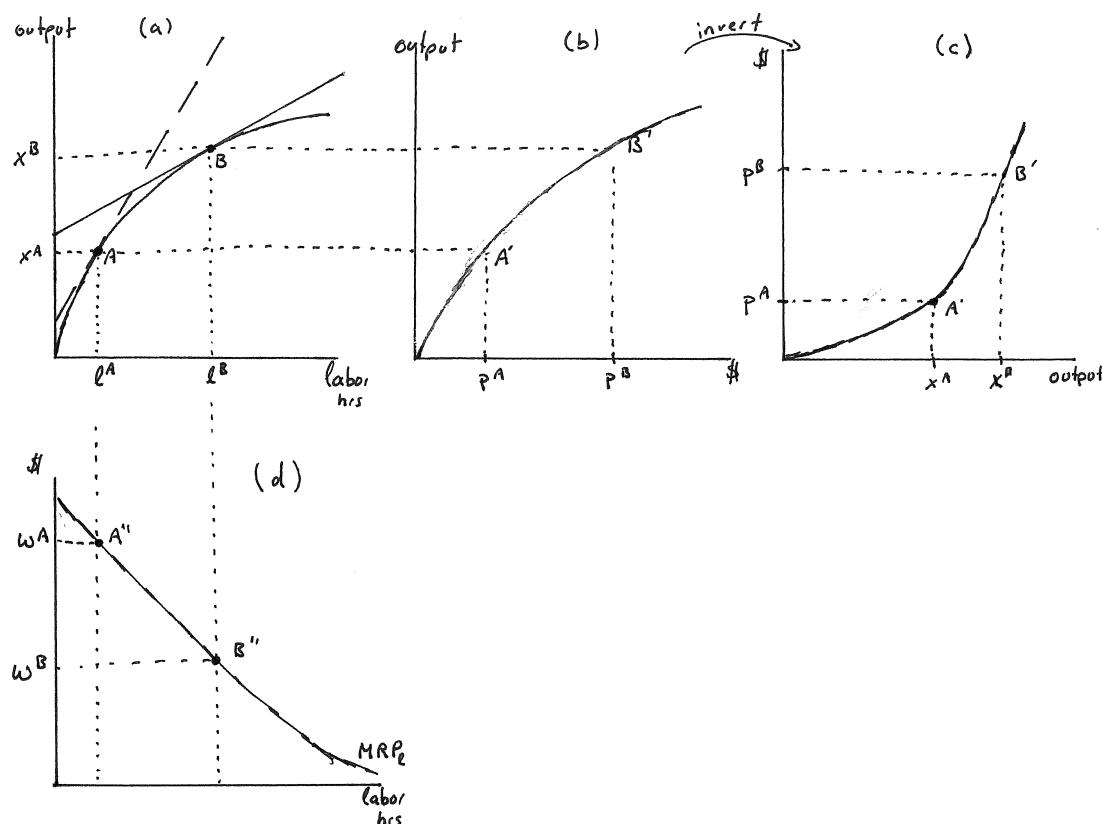 output
(a)
x^B
x^A
B
A
l^A
l^B
labor
hrs
output
(b)
B'
A'
p^A
p^B
$
invert
(c)
$
p^B
p^A
B'
A'
x^A
x^B
output
$
(d)
w^A
A"
w^B
B"
MRP_l
labor
hrs